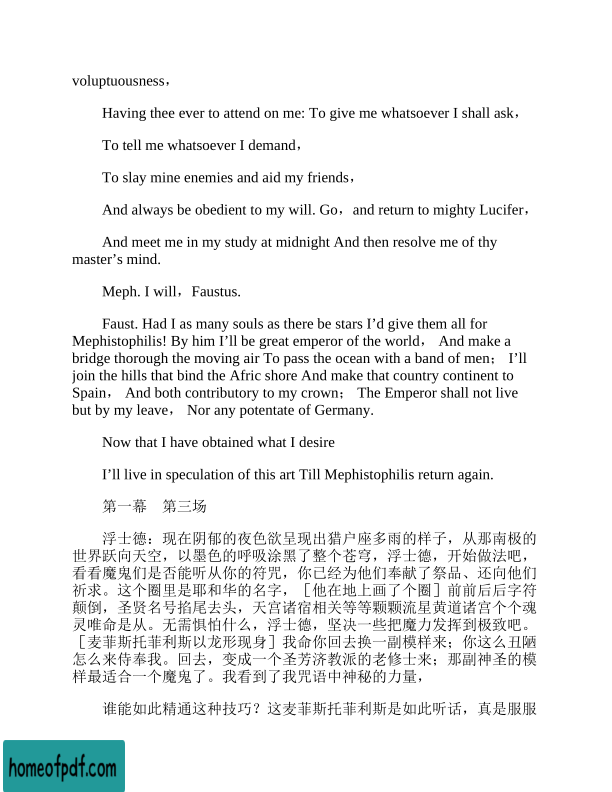 voluptuousness，
Having thee ever to attend on me: To give me whatsoever I shall ask，
To tell me whatsoever I demand，
To slay mine enemies and aid my friends，
And always be obedient to my will. Go，and return to mighty Lucifer，
And meet me in my study at midnight And then resolve me of thy
master’s mind.
Meph. I will，Faustus.
Faust. Had I as many souls as there be stars I’d give them all for
Mephistophilis! By him I’ll be great emperor of the world， And make a
bridge thorough the moving air To pass the ocean with a band of men； I’ll
join the hills that bind the Afric shore And make that country continent to
Spain， And both contributory to my crown； The Emperor shall not live
but by my leave， Nor any potentate of Germany.
Now that I have obtained what I desire
I’ll live in speculation of this art Till Mephistophilis return again.
第一幕　第三场
浮士德：现在阴郁的夜色欲呈现出猎户座多雨的样子，从那南极的
世界跃向天空，以墨色的呼吸涂黑了整个苍穹，浮士德，开始做法吧，
看看魔鬼们是否能听从你的符咒，你已经为他们奉献了祭品、还向他们
祈求。这个圈里是耶和华的名字，［他在地上画了个圈］前前后后字符
颠倒，圣贤名号掐尾去头，天宫诸宿相关等等颗颗流星黄道诸宫个个魂
灵唯命是从。无需惧怕什么，浮士德，坚决一些把魔力发挥到极致吧。
［麦菲斯托菲利斯以龙形现身］我命你回去换一副模样来；你这么丑陋
怎么来侍奉我。回去，变成一个圣芳济教派的老修士来；那副神圣的模
样最适合一个魔鬼了。我看到了我咒语中神秘的力量，
谁能如此精通这种技巧？这麦菲斯托菲利斯是如此听话，真是服服
homeofpdf.com